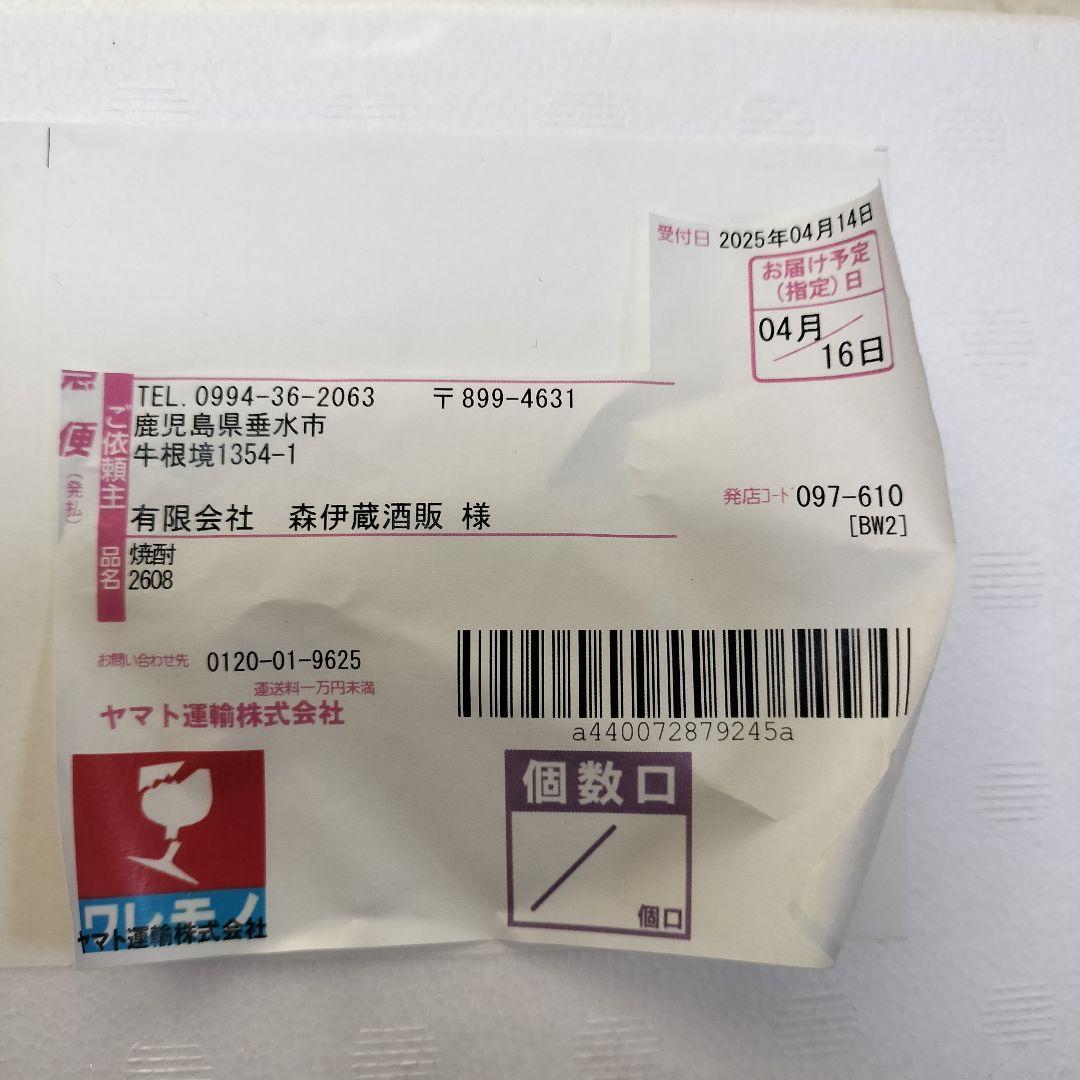 受付日 2025年04月14日
お届け予定
(指定)日
04月
16日
急便
(発払)
ご依頼主
TEL. 0994-36-2063 〒899-4631
鹿児島県垂水市
牛根境1354-1
有限会社 森伊蔵酒販 様
発店コード 097-610
[BW2]
品名
焼酎
2608
お問い合わせ先 0120-01-9625
運送料一万円未満
ヤマト運輸株式会社
a440072879245a
ワレモノ
ヤマト運輸株式会社
個数口
/
個口